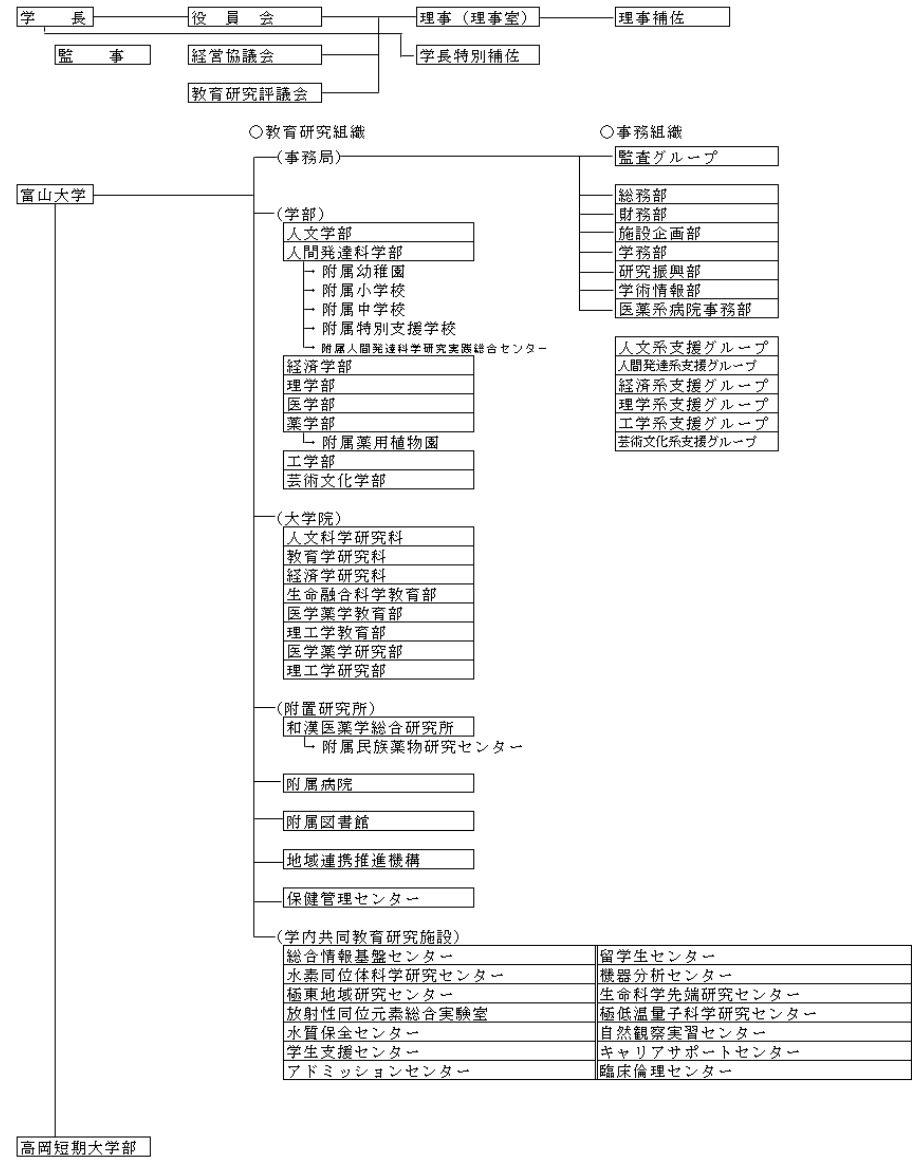 学　長　役　員　会　理事（理事室）　理事補佐
監　事　経営協議会　学長特別補佐
教育研究評議会
○教育研究組織　○事務組織
(事務局)　監査グループ
富山大学　総務部
(学部)　財務部
人文学部　施設企画部
人間発達科学部　学務部
附属幼稚園　研究振興部
附属小学校　学術情報部
附属中学校　医薬系病院事務部
附属特別支援学校
附属人間発達科学研究実践総合センター　人文系支援グループ
経済学部　人間発達系支援グループ
理学部　経済系支援グループ
医学部　理学系支援グループ
薬学部　工学系支援グループ
附属薬用植物園　芸術文化系支援グループ
工学部
芸術文化学部
(大学院)
人文科学研究科
教育学研究科
経済学研究科
生命融合科学教育部
医学薬学教育部
理工学教育部
医学薬学研究部
理工学研究部
(附置研究所)
和漢医薬学総合研究所
附属民族薬物研究センター
附属病院
附属図書館
地域連携推進機構
保健管理センター
(学内共同教育研究施設)
総合情報基盤センター　留学生センター
水素同位体科学研究センター　機器分析センター
極東地域研究センター　生命科学先端研究センター
放射性同位元素総合実験室　極低温量子科学研究センター
水質保全センター　自然観察実習センター
学生支援センター　キャリアサポートセンター
アドミッションセンター　臨床倫理センター
高岡短期大学部